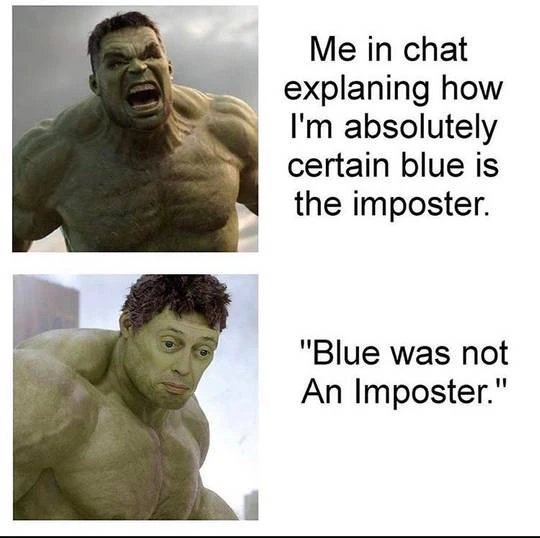 Me in chat
explaning how
I'm absolutely
certain blue is
the imposter.
"Blue was not
An Imposter."